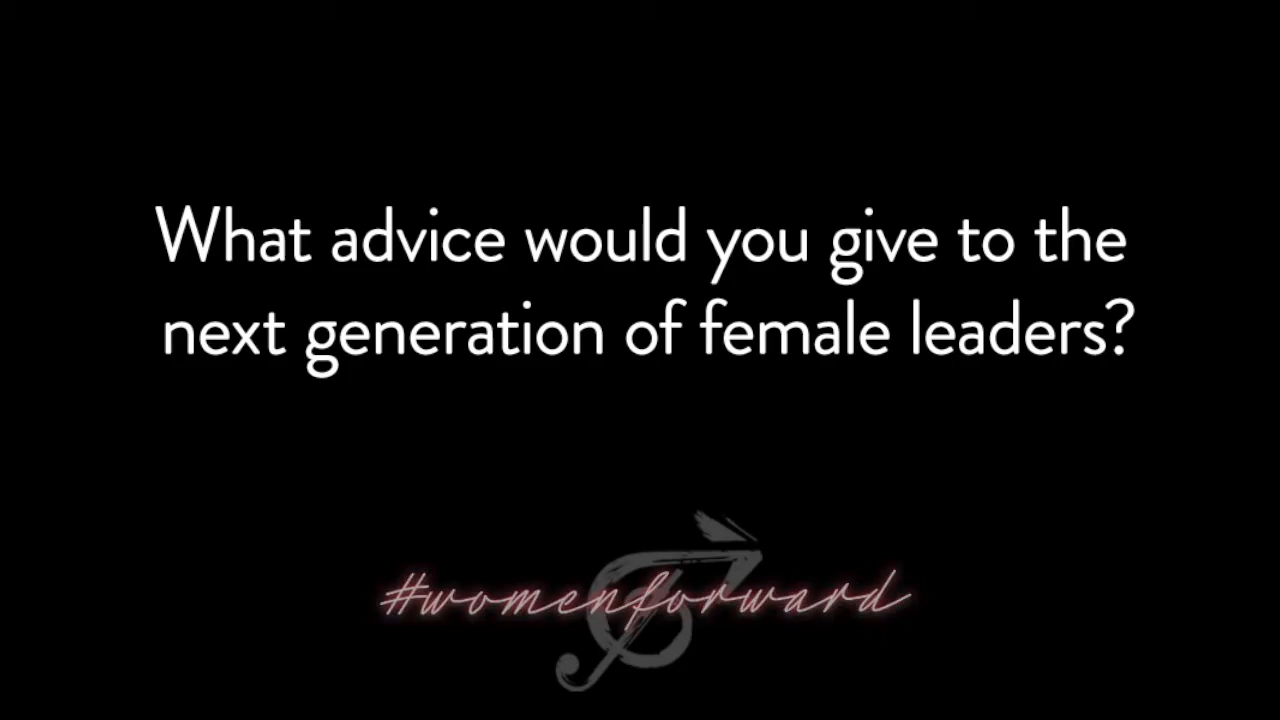 What advice would you give to the
next generation of female leaders?
#womenforward